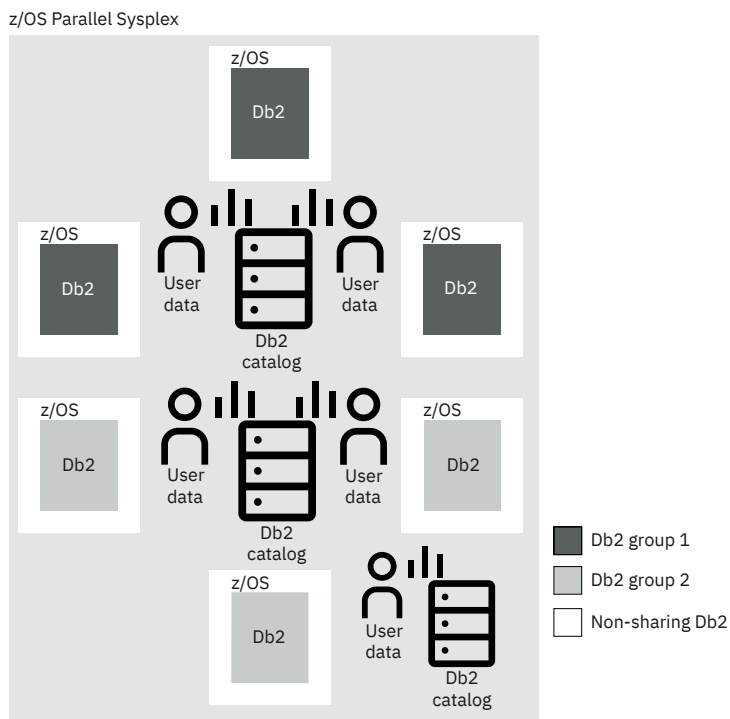 z/OS Parallel Sysplex
z/OS
Db2
z/OS
Db2
User
data
Db2
catalog
User
data
z/OS
Db2
z/OS
Db2
User
data
Db2
catalog
User
data
z/OS
Db2
z/OS
Db2
User
data
Db2
catalog
Db2 group 1
Db2 group 2
Non-sharing Db2